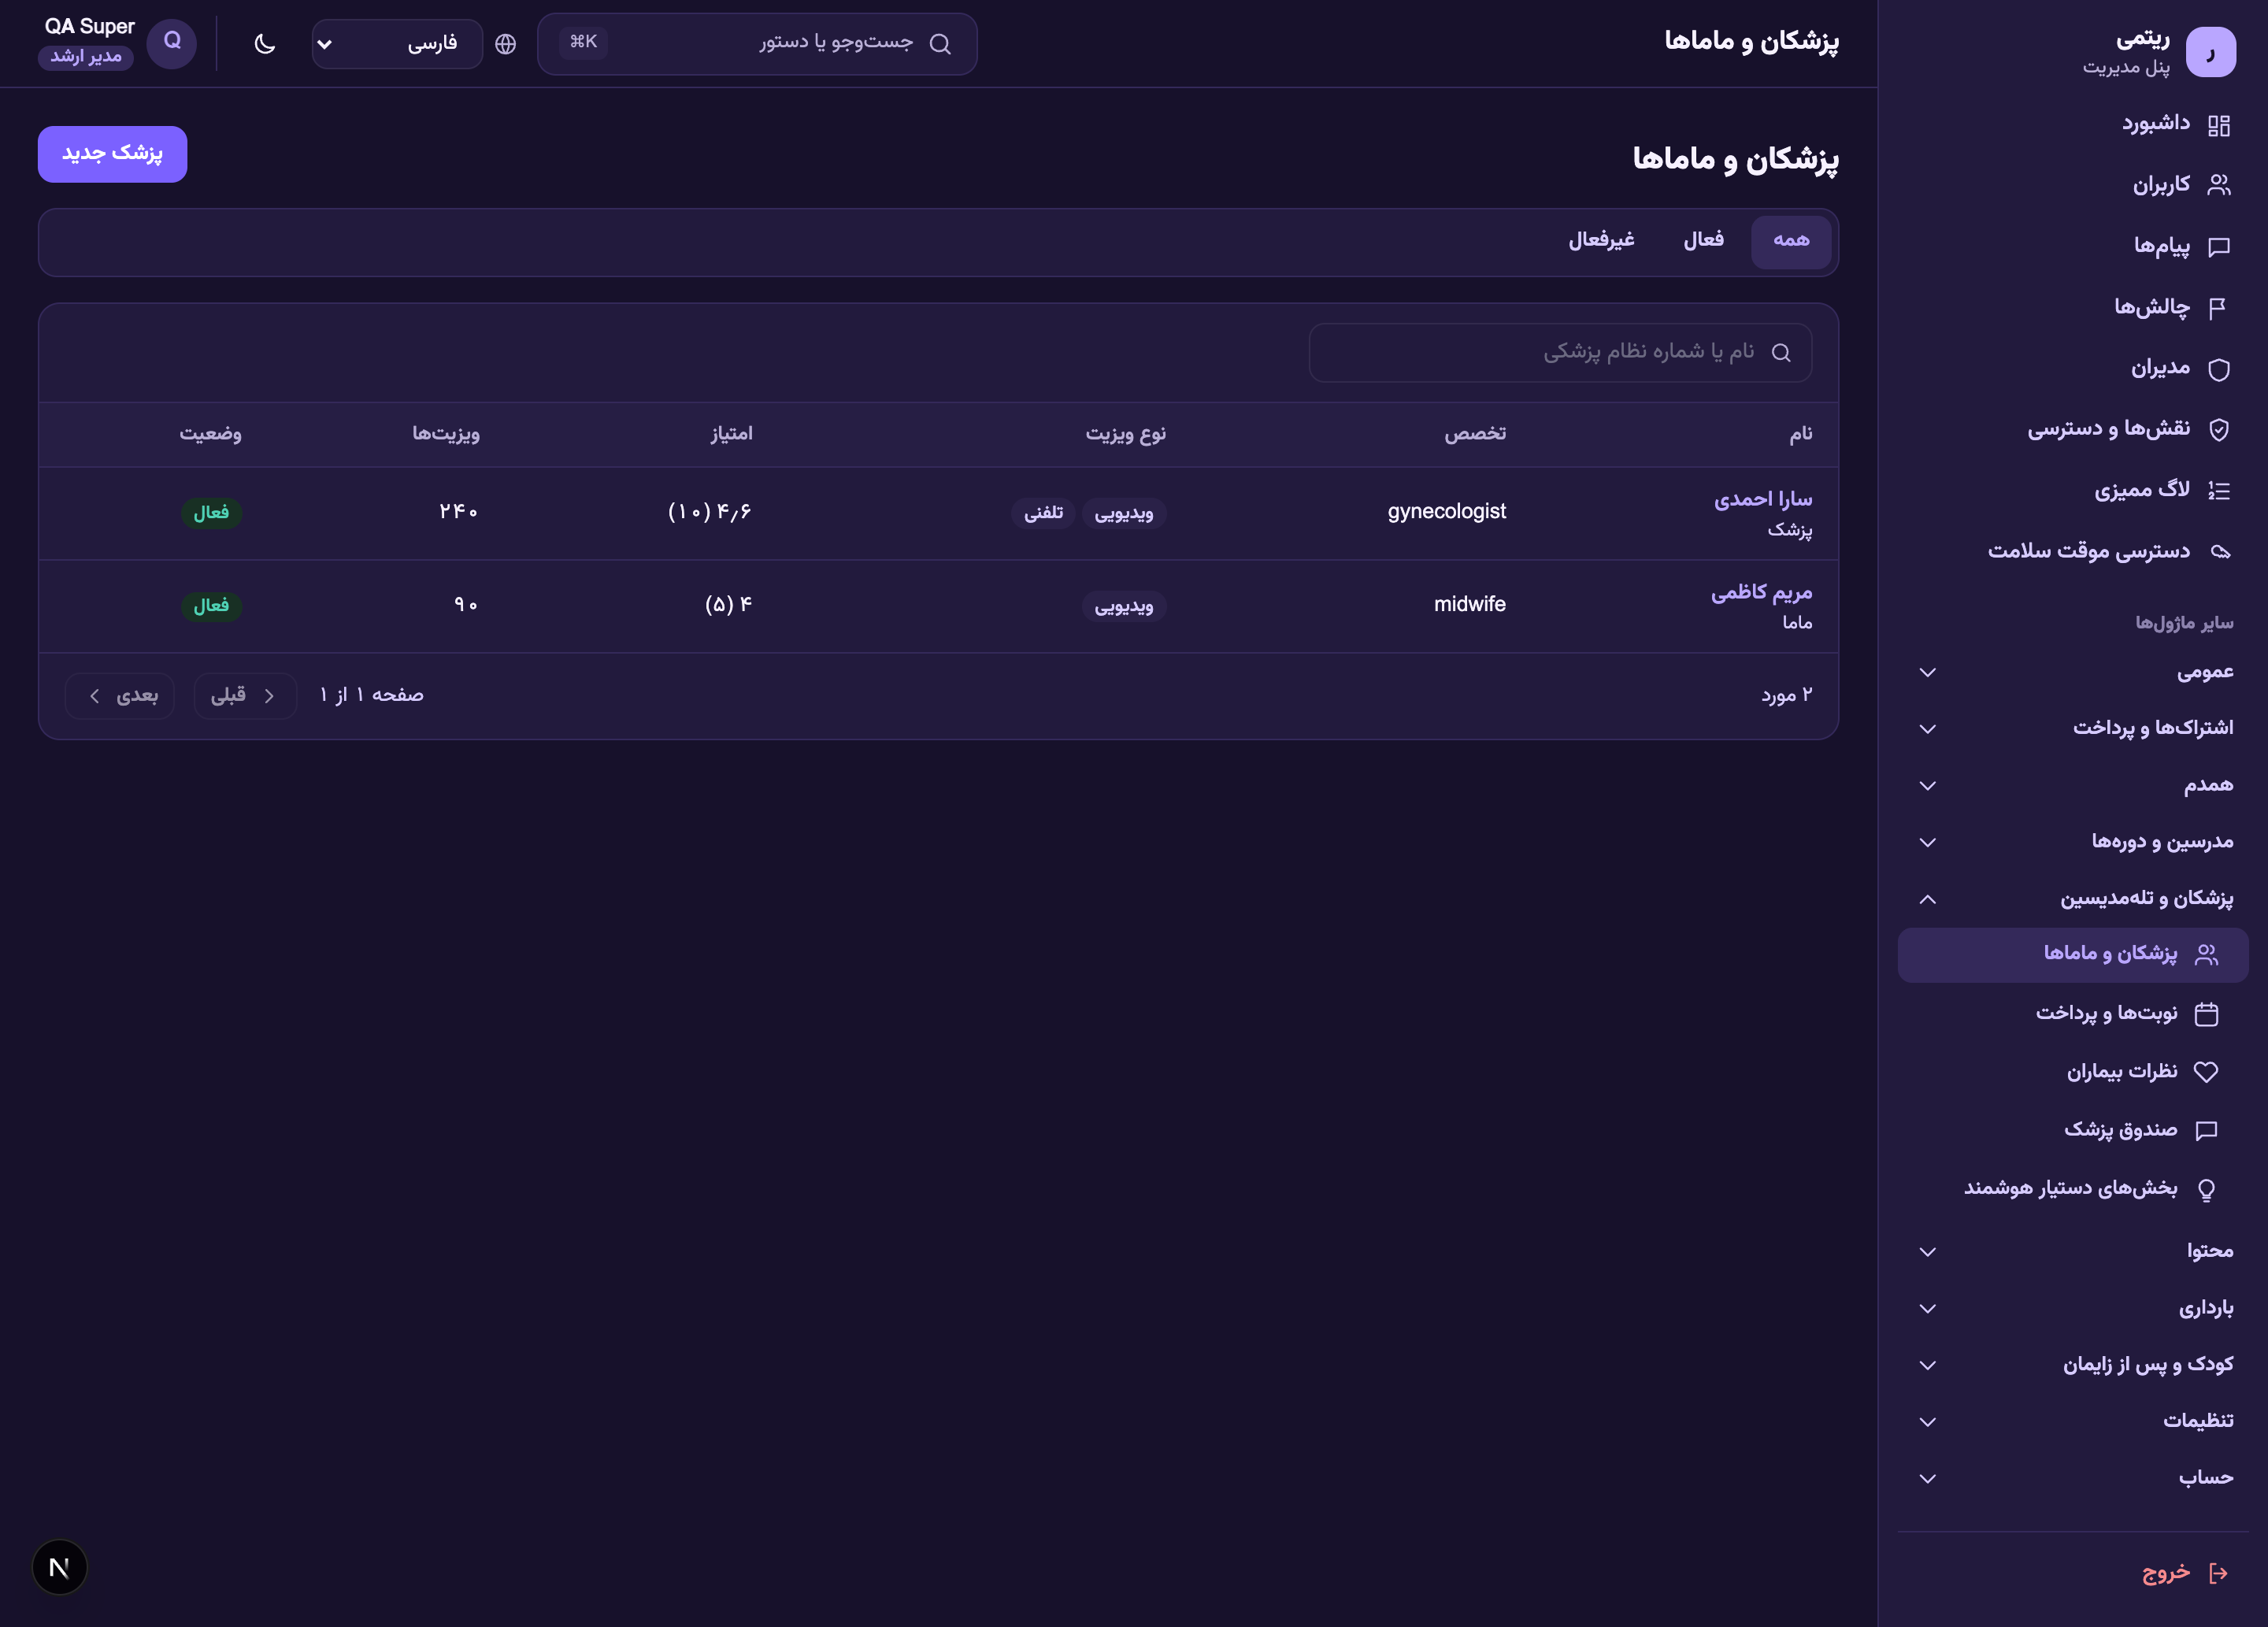 ریتمی
پنل مدیریت
داشبورد
کاربران
پیام‌ها
چالش‌ها
مدیران
نقش‌ها و دسترسی
لاگ ممیزی
دسترسی موقت سلامت
سایر ماژول‌ها
عمومی
اشتراک‌ها و پرداخت
همدم
مدرسین و دوره‌ها
پزشکان و تله‌مدیسین
پزشکان و ماماها
نوبت‌ها و پرداخت
نظرات بیماران
صندوق پزشک
بخش‌های دستیار هوشمند
محتوا
بارداری
کودک و پس از زایمان
تنظیمات
حساب
خروج
پزشکان و ماماها
جست‌وجو یا دستور ⌘K
فارسی
Q
QA Super
مدیر ارشد
پزشکان و ماماها
پزشک جدید
همه فعال غیرفعال
نام یا شماره نظام پزشکی
نام تخصص نوع ویزیت امتیاز ویزیت‌ها وضعیت
سارا احمدی gynecologist ویدیویی تلفنی ۴٫۶ (۱۰) ۲۴۰ فعال
پزشک
مریم کاظمی midwife ویدیویی ۴ (۵) ۹۰ فعال
ماما
۲ مورد صفحه ۱ از ۱ قبلی بعدی
ر
N